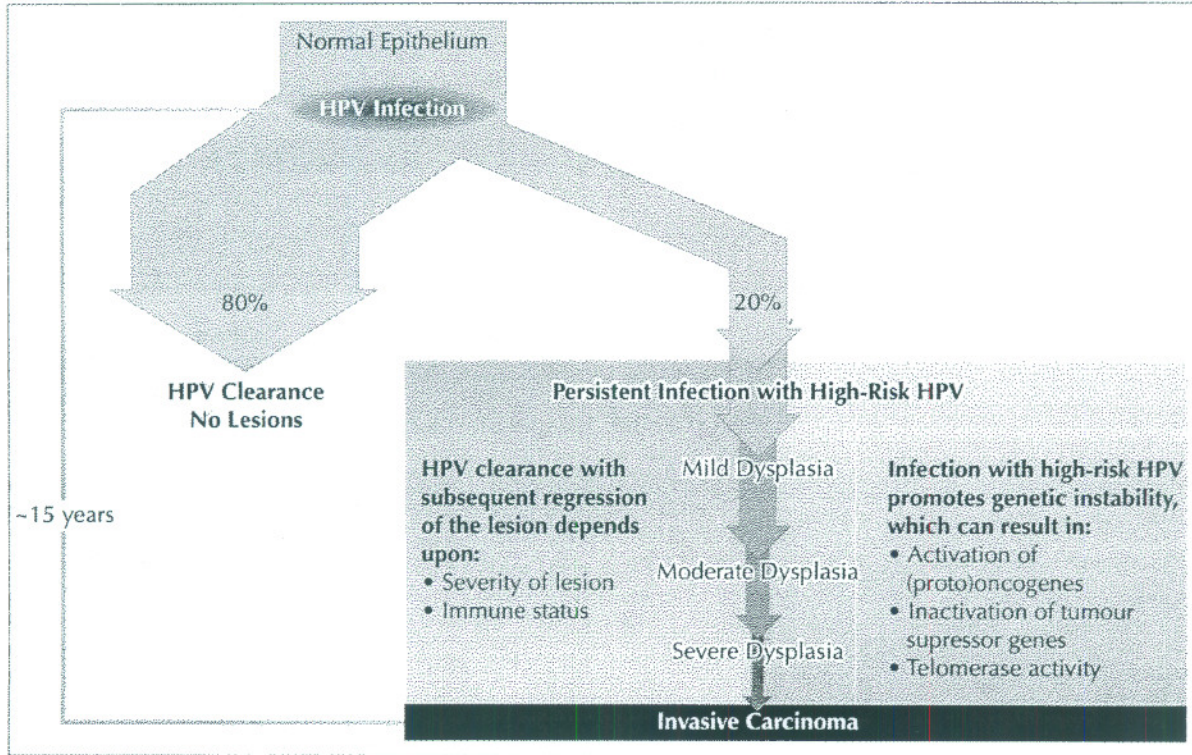 Normal Epithelium
HPV Infection
80%
20%
HPV Clearance
No Lesions
~15 years
Persistent Infection with High-Risk HPV
HPV clearance with
subsequent regression
of the lesion depends
upon:
• Severity of lesion
• Immune status
Mild Dysplasia
Moderate Dysplasia
Severe Dysplasia
Infection with high-risk HPV
promotes genetic instability,
which can result in:
• Activation of
(proto)oncogenes
• Inactivation of tumour
supressor genes
• Telomerase activity
Invasive Carcinoma